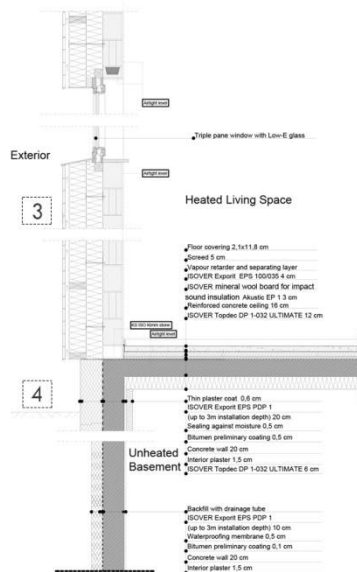 Airtight level
Triple pane window with Low-E glass
Exterior
Airtight level
3
Heated Living Space
Floor covering 2,1x11,8 cm
Screed 5 cm
Vapour retarder and separating layer
ISOVER Exporit EPS 100/035 4 cm
ISOVER mineral wool board for impact
sound insulation Akustic EP 1 3 cm
Reinforced concrete ceiling 16 cm
ISOVER Topdec DP 1-032 ULTIMATE 12 cm
Airtight level
4
Thin plaster coat 0,6 cm
ISOVER Exporit EPS PDP 1
(up to 3m installation depth) 20 cm
Sealing against moisture 0,5 cm
Bitumen preliminary coating 0,5 cm
Unheated
Basement
Concrete wall 20 cm
Interior plaster 1,5 cm
ISOVER Topdec DP 1-032 ULTIMATE 6 cm
Backfill with drainage tube
ISOVER Exporit EPS PDP 1
(up to 3m installation depth) 10 cm
Waterproofing membrane 0,5 cm
Bitumen preliminary coating 0,1 cm
Concrete wall 20 cm
Interior plaster 1,5 cm